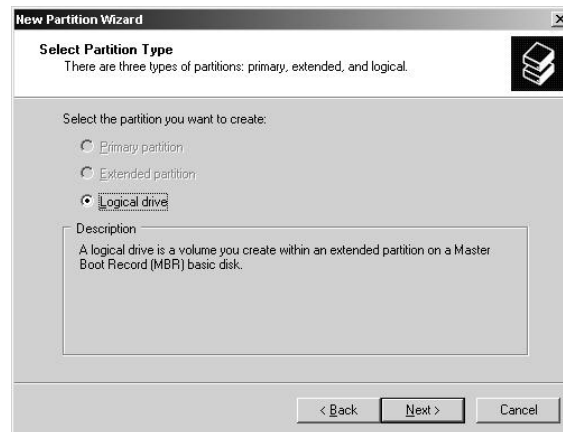 New Partition Wizard
Select Partition Type
There are three types of partitions: primary, extended, and logical.
Select the partition you want to create:
Primary partition
Extended partition
Logical drive
Description
A logical drive is a volume you create within an extended partition on a Master
Boot Record (MBR) basic disk.
< Back Next > Cancel